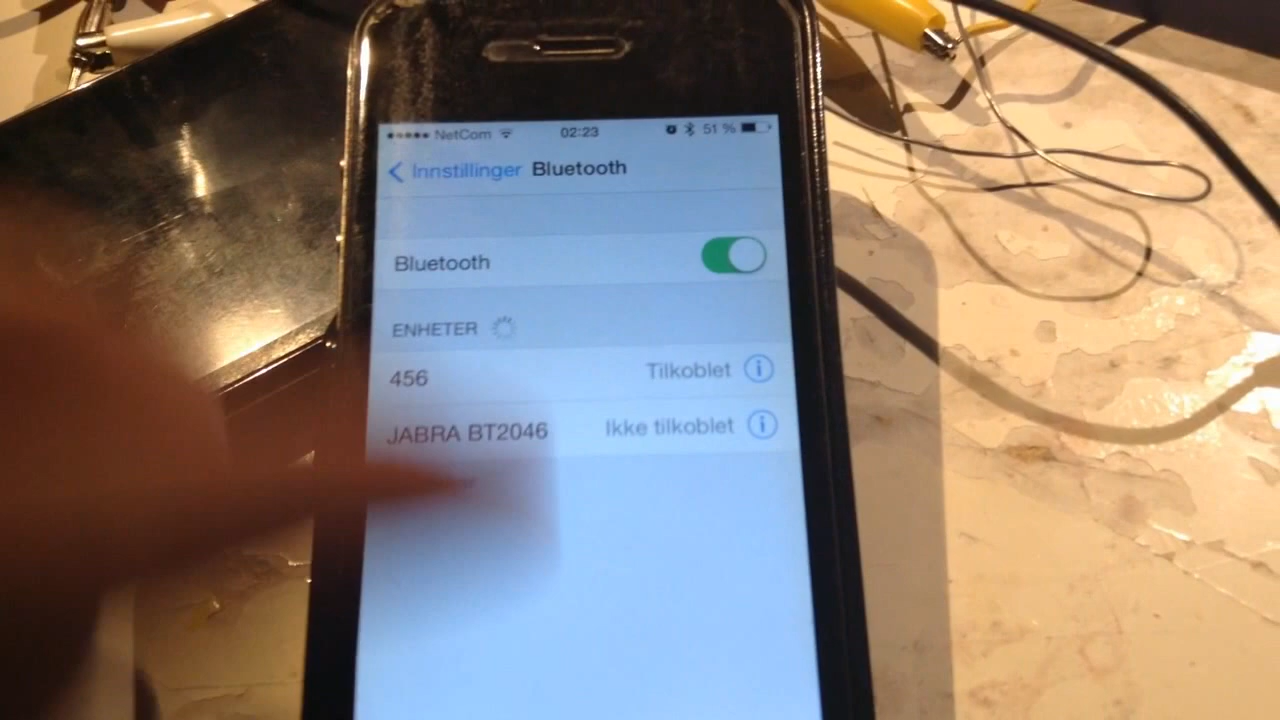 NetCom 02:23 51 %
Innstillinger Bluetooth
Bluetooth
ENHETER
456 Tilkoblet
JABRA BT2046 Ikke tilkoblet